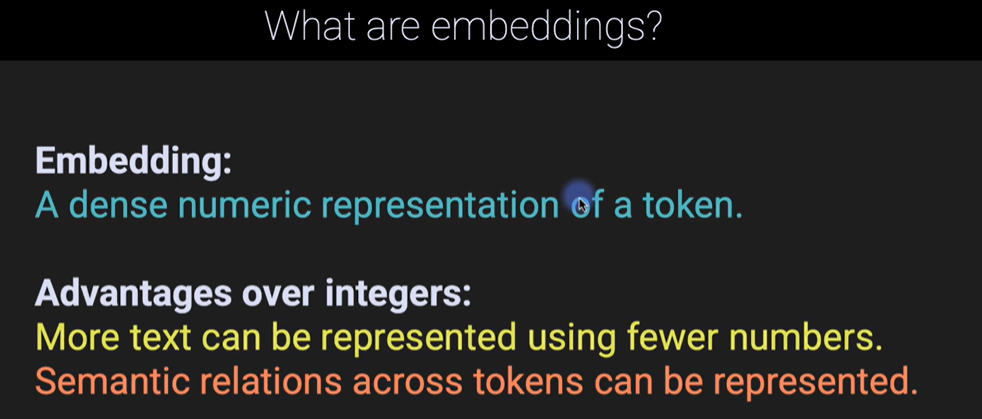 What are embeddings?
Embedding:
A dense numeric representation of a token.
Advantages over integers:
More text can be represented using fewer numbers.
Semantic relations across tokens can be represented.